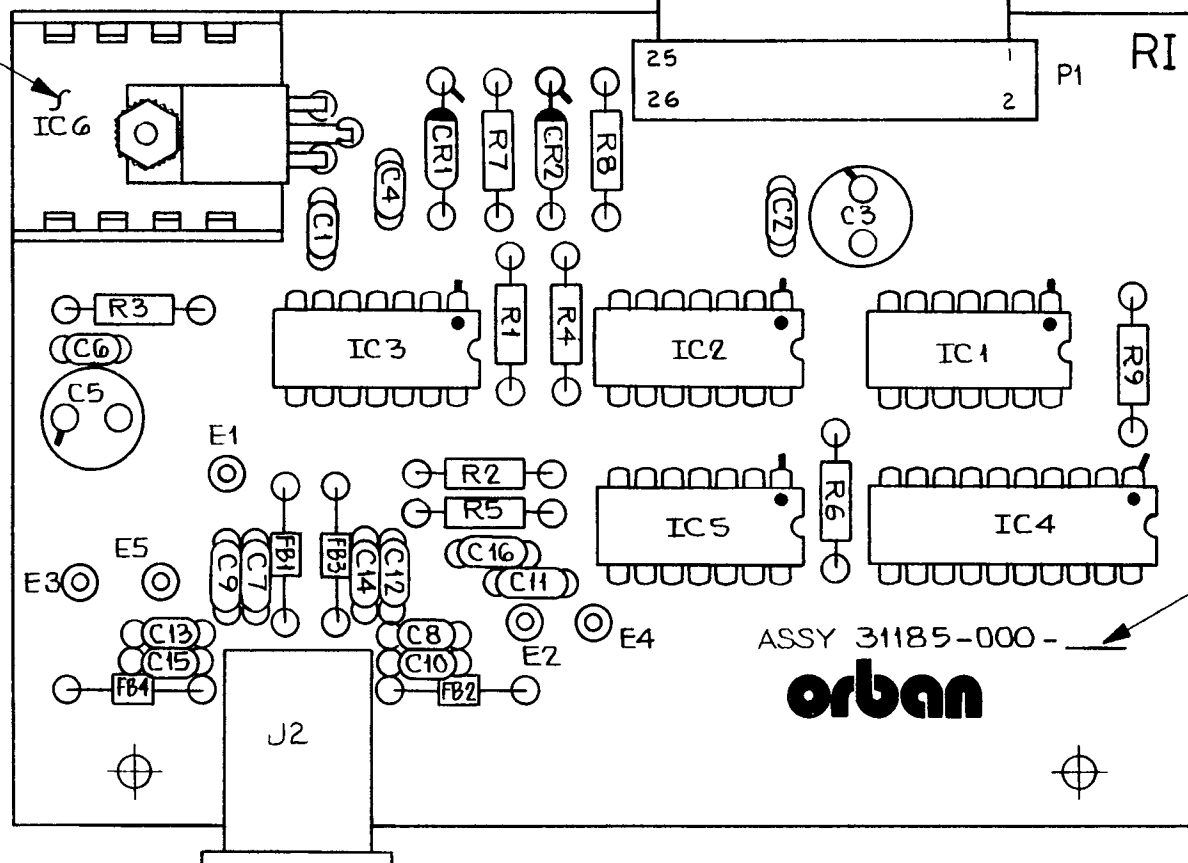 25 1
26 2
P1
RI
IC6
CR1
R7
CR2
R8
C4
C1
C2
C3
R3
C6
C5
IC3
R1
R4
IC2
IC1
R9
E1
R2
R5
IC5
R6
IC4
C9
C7
FB1
FB3
C14
C12
C16
C11
E5
E3
E2
E4
C13
C15
FB4
C8
C10
FB2
ASSY 31185-000-
orban
J2